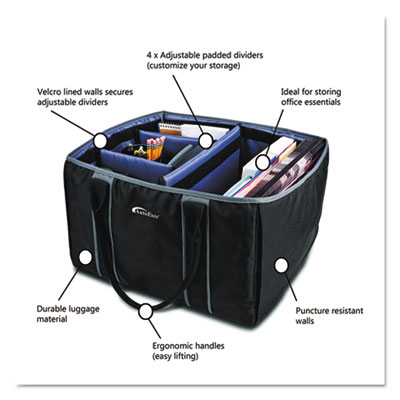 4 x Adjustable padded dividers
(customize your storage)
Velcro lined walls secures
adjustable dividers
Ideal for storing
office essentials
AutoExec
Durable luggage
material
Ergonomic handles
(easy lifting)
Puncture resistant
walls